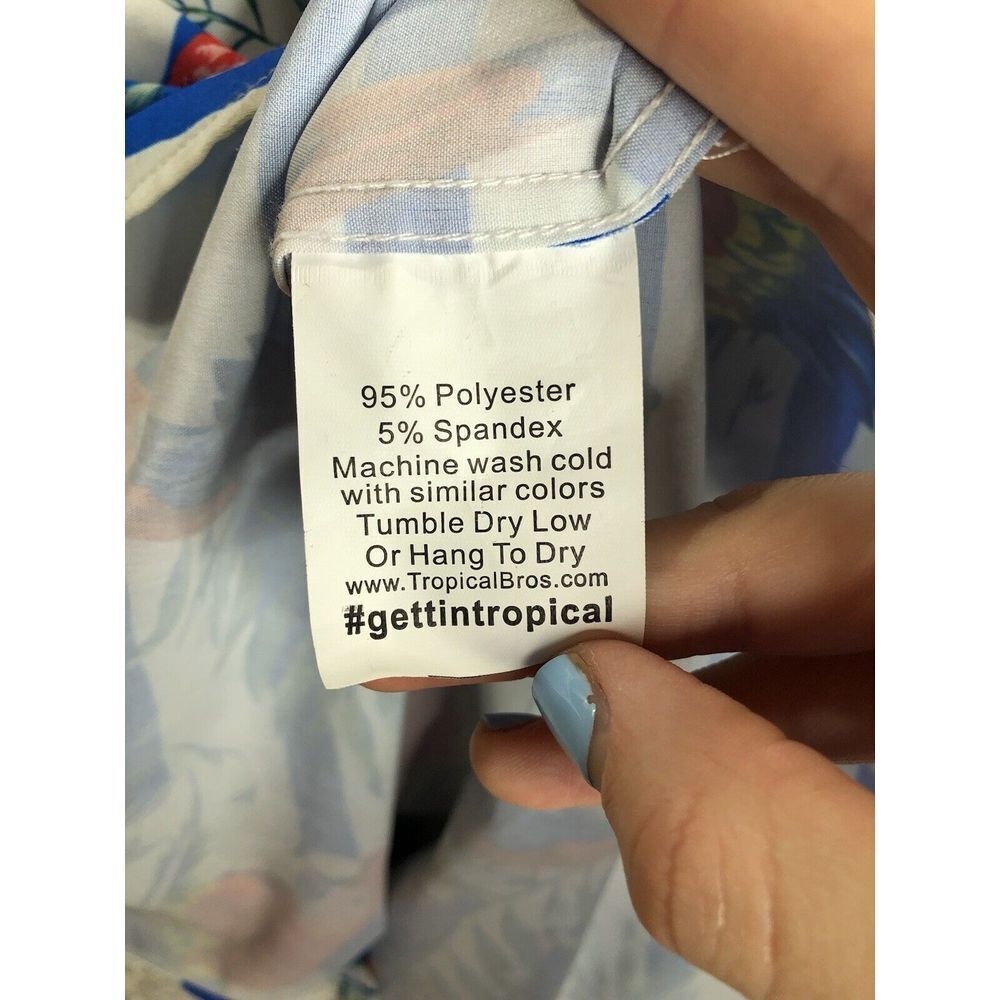 95% Polyester
5% Spandex
Machine wash cold
with similar colors
Tumble Dry Low
Or Hang To Dry
www.TropicalBros.com
#gettintropical